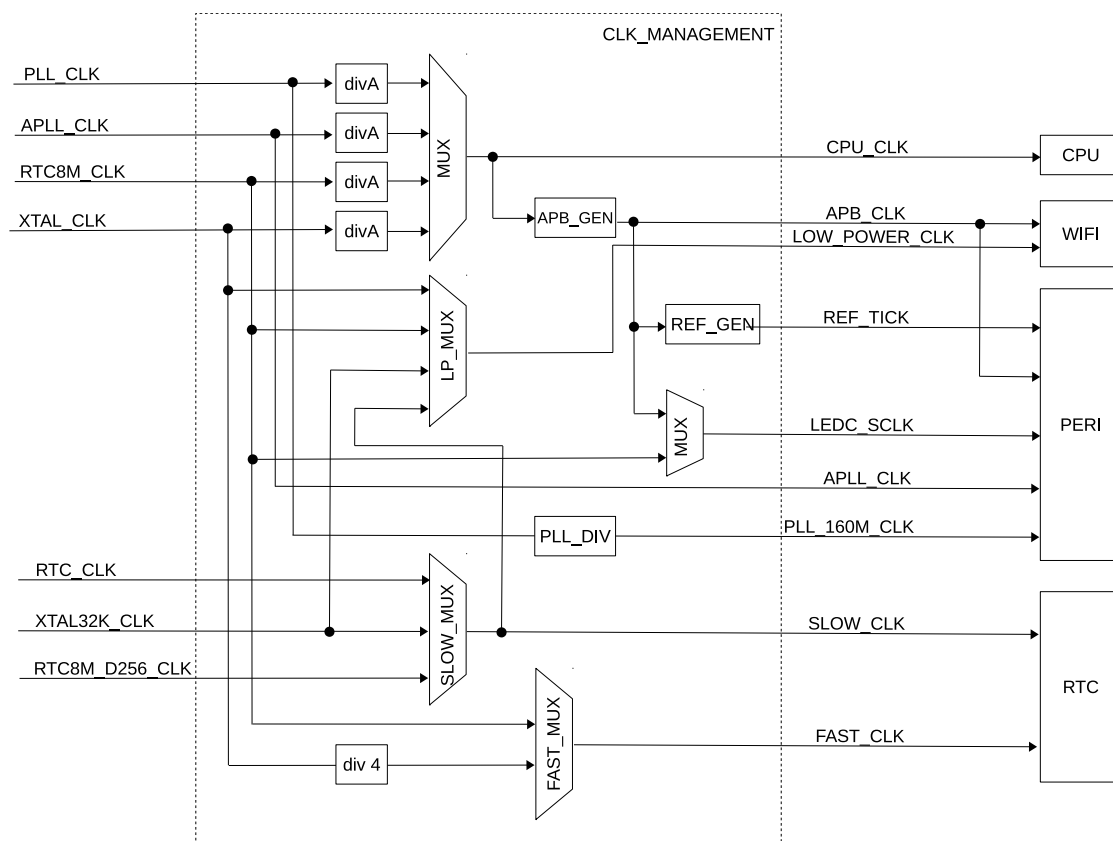 CLK_MANAGEMENT
PLL_CLK
divA
APLL_CLK
divA
MUX
CPU_CLK
CPU
RTC8M_CLK
divA
XTAL_CLK
divA
APB_GEN
APB_CLK
WIFI
LOW_POWER_CLK
LP_MUX
REF_GEN
REF_TICK
MUX
LEDC_SCLK
PERI
APLL_CLK
PLL_DIV
PLL_160M_CLK
RTC_CLK
XTAL32K_CLK
SLOW_MUX
SLOW_CLK
RTC8M_D256_CLK
RTC
FAST_MUX
FAST_CLK
div 4